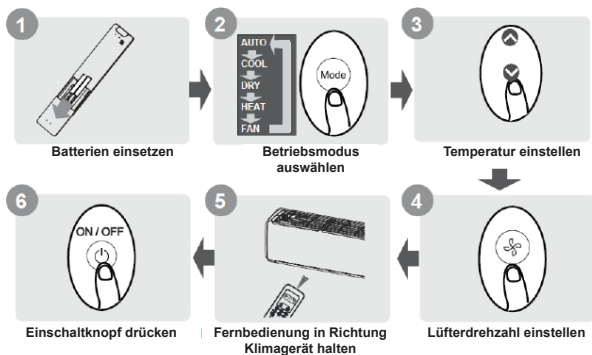 1
Batterien einsetzen
2
AUTO
COOL
DRY
HEAT
FAN
Mode
Betriebsmodus
auswählen
3
Temperatur einstellen
4
Lüfterdrehzahl einstellen
5
Fernbedienung in Richtung
Klimagerät halten
6
ON / OFF
Einschaltknopf drücken